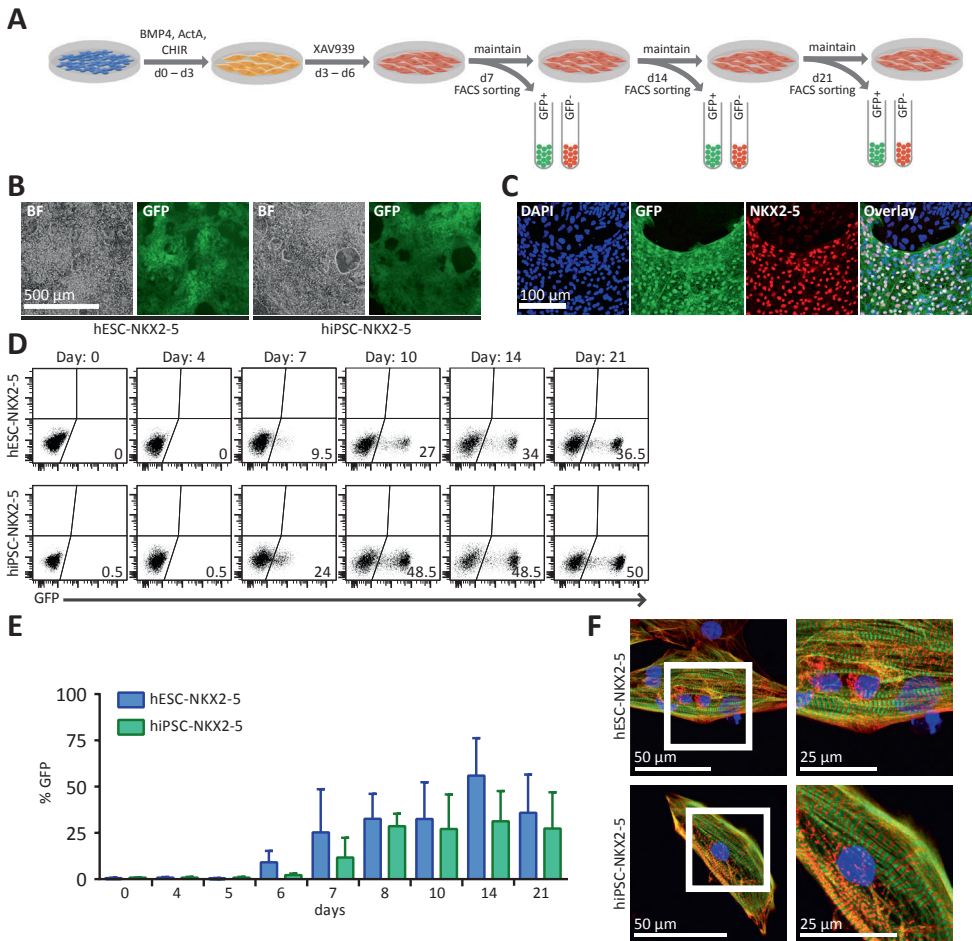 A
BMP4, ActA,
CHIR
d0 – d3
XAV939
d3 – d6
maintain
d7
FACS sorting
GFP+
GFP-
maintain
d14
FACS sorting
GFP+
GFP-
maintain
d21
FACS sorting
GFP+
GFP-
B
BF
GFP
BF
GFP
500 µm
hESC-NKX2-5
hiPSC-NKX2-5
C
DAPI
GFP
NKX2-5
Overlay
100 µm
D
Day: 0
Day: 4
Day: 7
Day: 10
Day: 14
Day: 21
hESC-NKX2-5
0
0
9.5
27
34
36.5
hiPSC-NKX2-5
0.5
0.5
24
48.5
48.5
50
GFP
E
hESC-NKX2-5
hiPSC-NKX2-5
% GFP
100
75
50
25
0
0
4
5
6
7
8
10
14
21
days
F
hESC-NKX2-5
50 µm
25 µm
hiPSC-NKX2-5
50 µm
25 µm